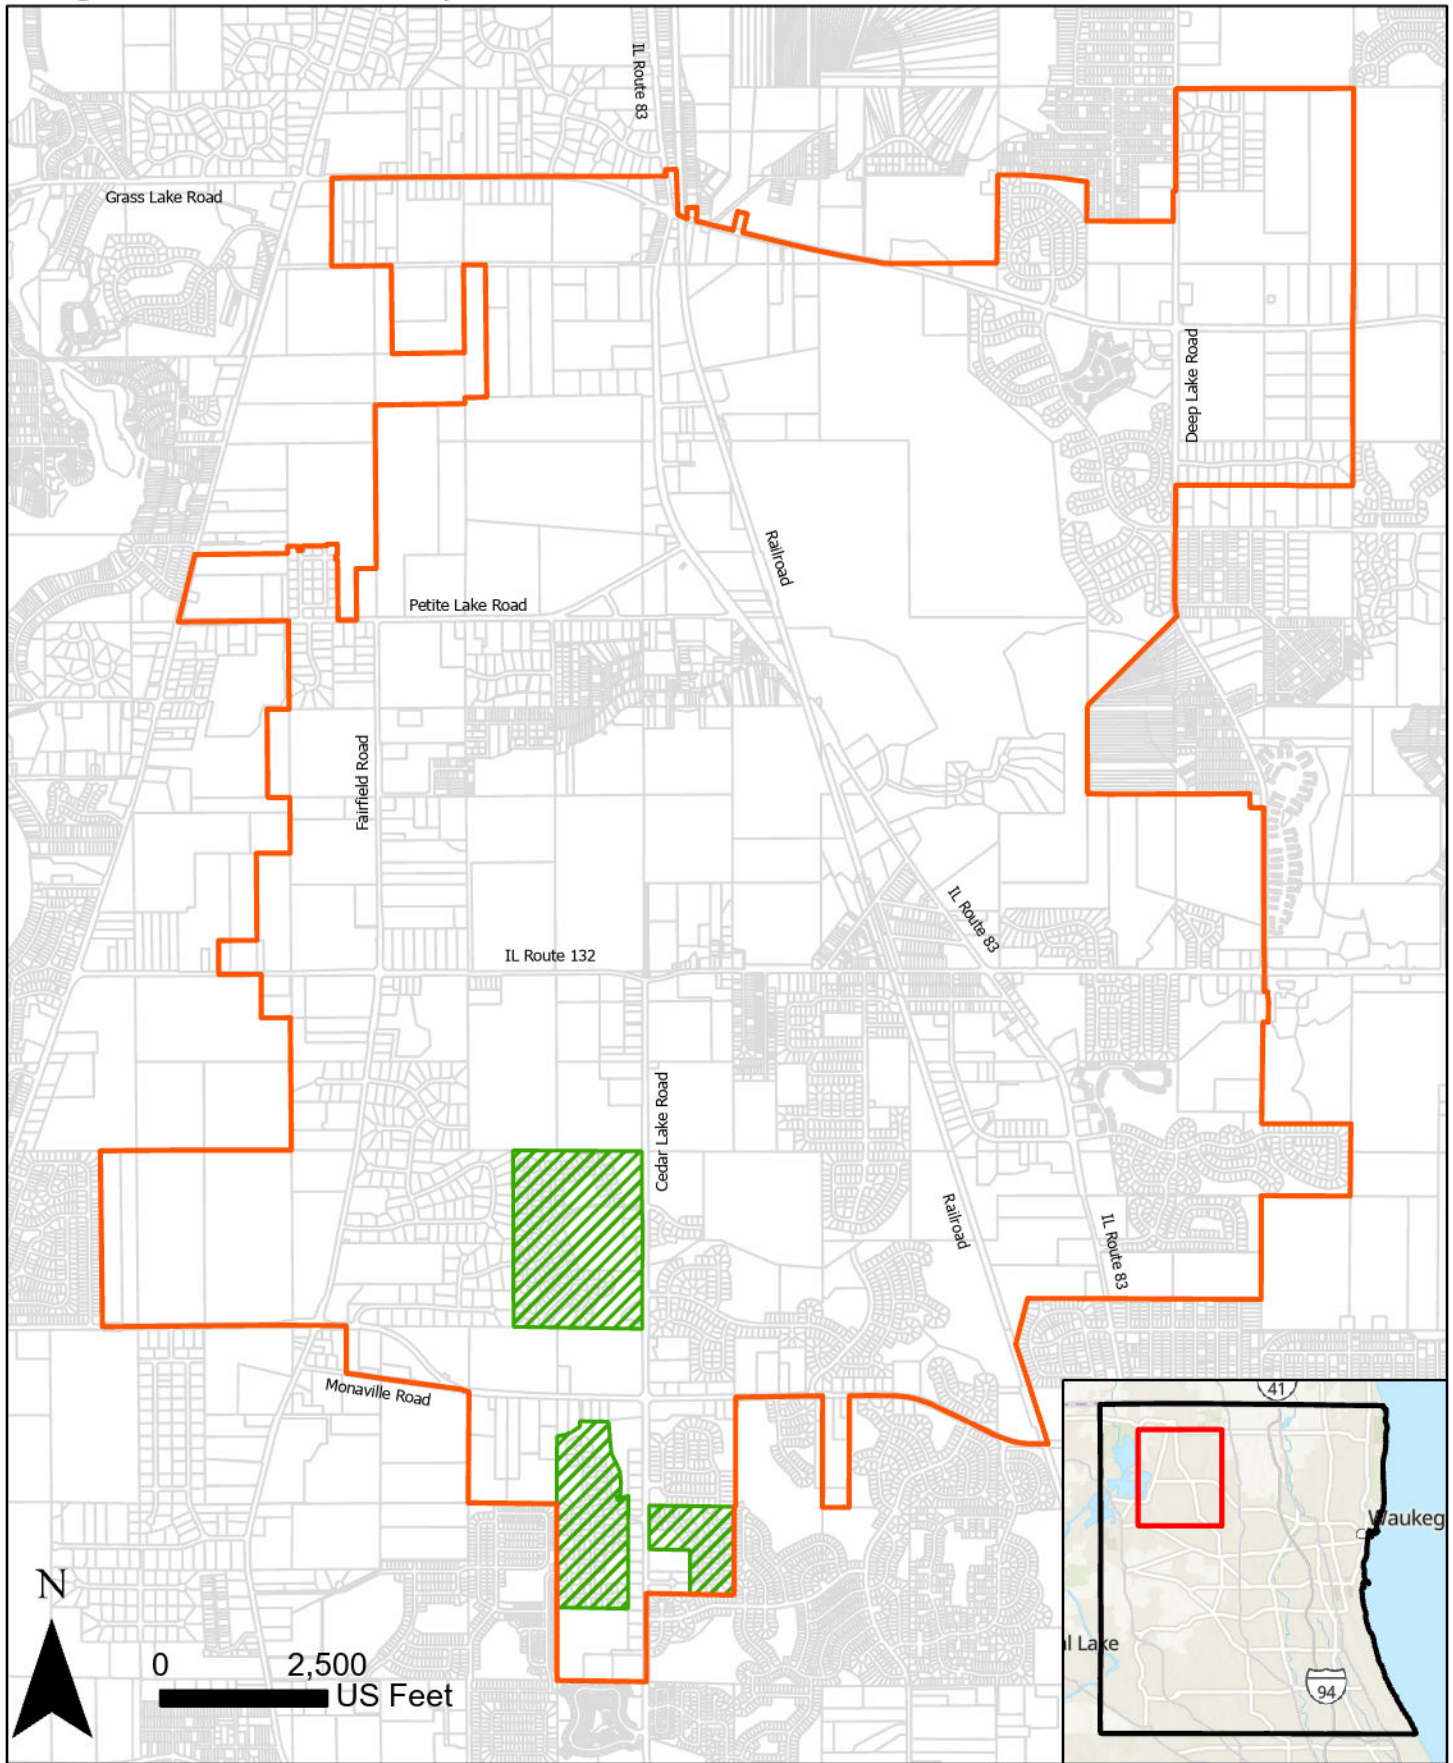 IL Route 83
Grass Lake Road
Deep Lake Road
Railroad
Petite Lake Road
Fairfield Road
IL Route 83
IL Route 132
Cedar Lake Road
Railroad
IL Route 83
Monaville Road
41
Waukeg
N
0 2,500
US Feet
l Lake
94